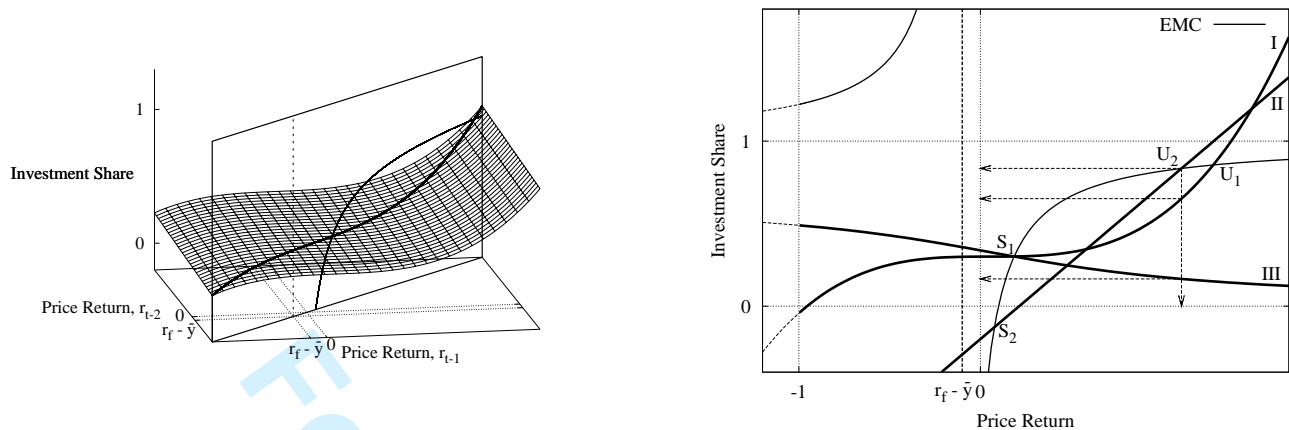 1
Investment Share
0
Price Return, r_{t-2}
0
r_f - ȳ
r_f - ȳ
0
Price Return, r_{t-1}
Fo
EMC
I
II
1
U_2
U_1
Investment Share
S_1
III
0
S_2
-1
r_f - ȳ
0
Price Return